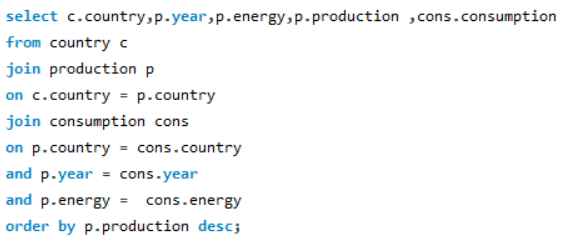 select c.country,p.year,p.energy,p.production ,cons.consumption
from country c
join production p
on c.country = p.country
join consumption cons
on p.country = cons.country
and p.year = cons.year
and p.energy =  cons.energy
order by p.production desc;